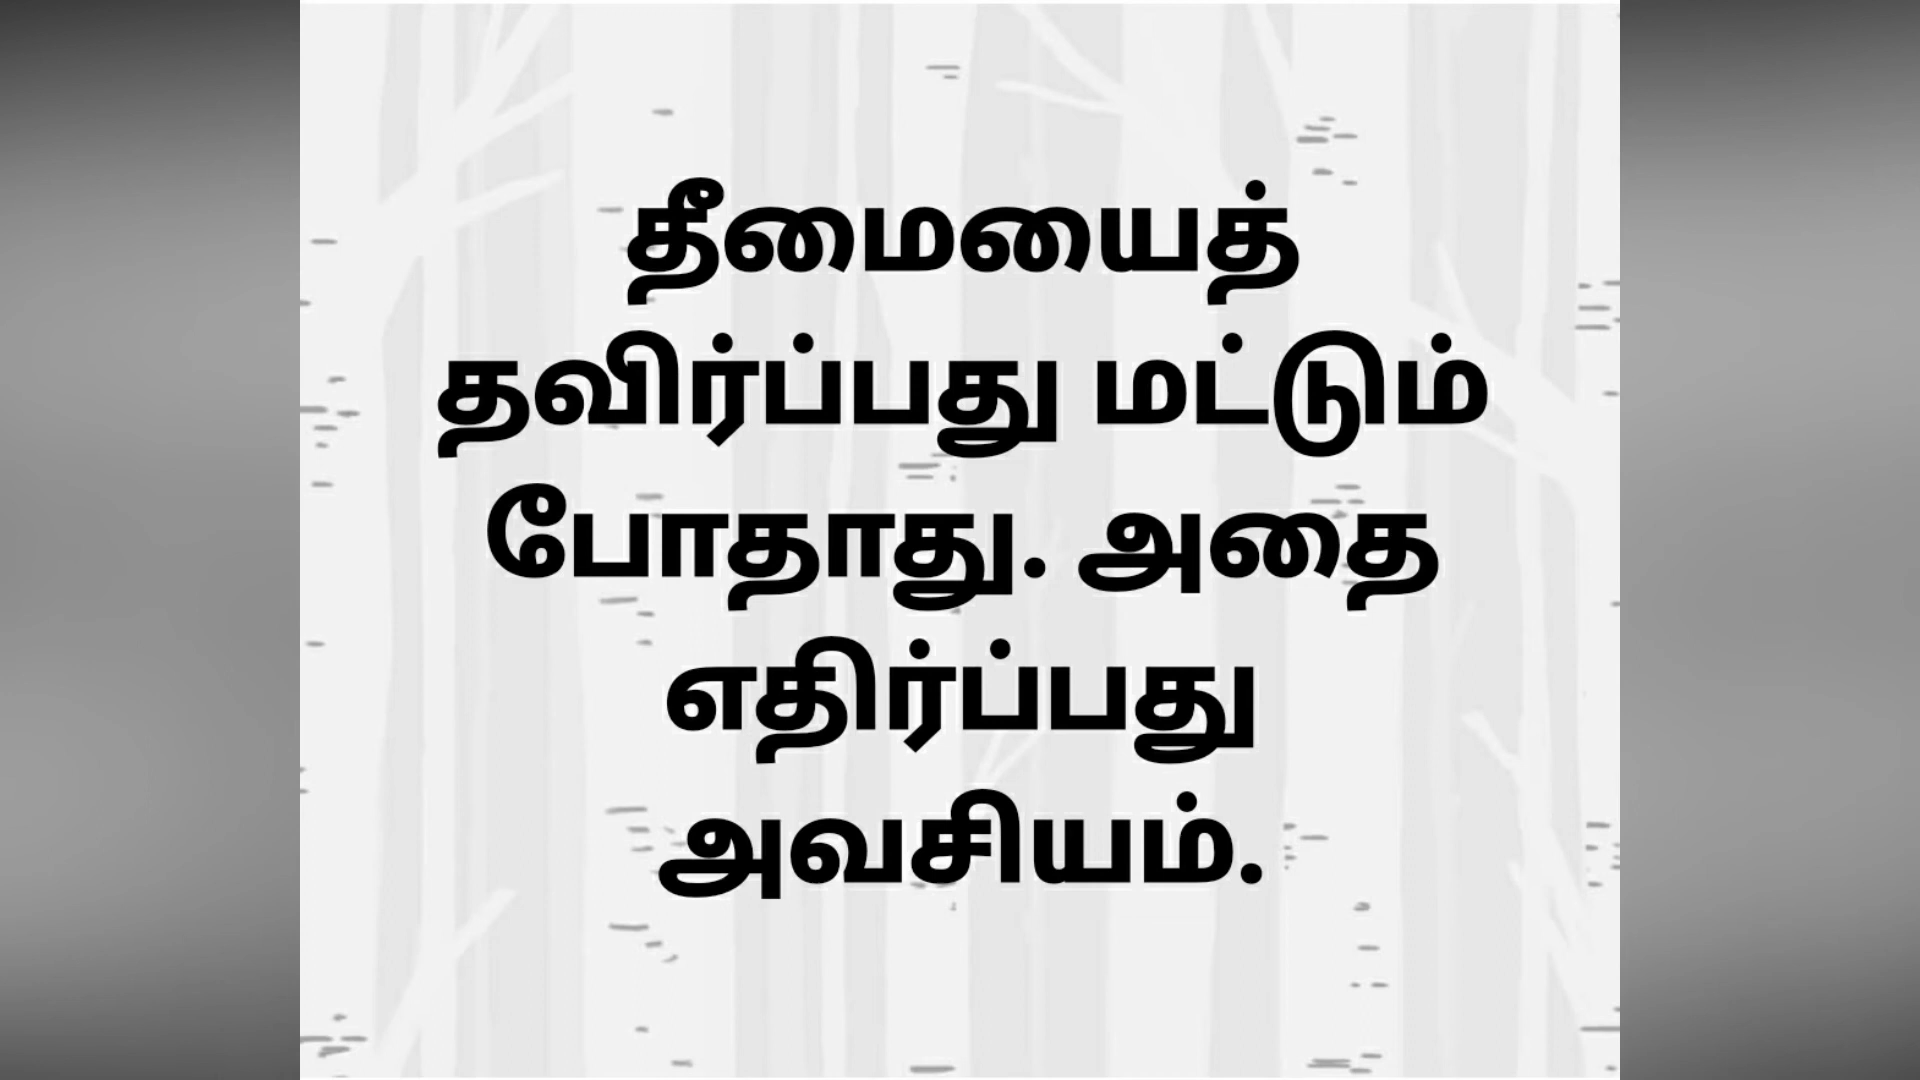 தீமையைத்
தவிர்ப்பது மட்டும்
போதாது. அதை
எதிர்ப்பது
அவசியம்.